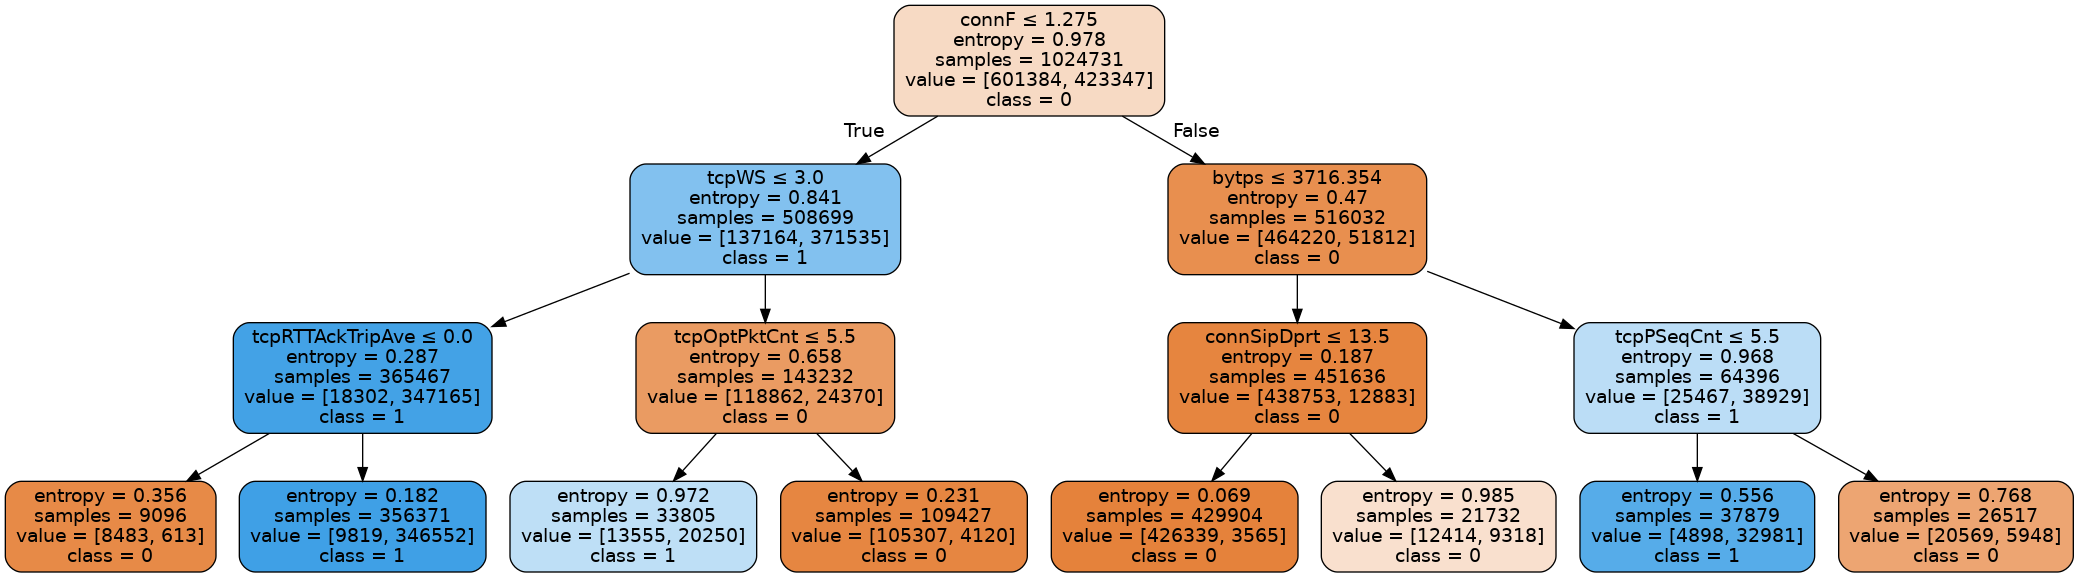 connF ≤ 1.275
entropy = 0.978
samples = 1024731
value = [601384, 423347]
class = 0
True
False
tcpWS ≤ 3.0
entropy = 0.841
samples = 508699
value = [137164, 371535]
class = 1
bytps ≤ 3716.354
entropy = 0.47
samples = 516032
value = [464220, 51812]
class = 0
tcpRTTAckTripAve ≤ 0.0
entropy = 0.287
samples = 365467
value = [18302, 347165]
class = 1
tcpOptPktCnt ≤ 5.5
entropy = 0.658
samples = 143232
value = [118862, 24370]
class = 0
connSipDprt ≤ 13.5
entropy = 0.187
samples = 451636
value = [438753, 12883]
class = 0
tcpPSeqCnt ≤ 5.5
entropy = 0.968
samples = 64396
value = [25467, 38929]
class = 1
entropy = 0.356
samples = 9096
value = [8483, 613]
class = 0
entropy = 0.182
samples = 356371
value = [9819, 346552]
class = 1
entropy = 0.972
samples = 33805
value = [13555, 20250]
class = 1
entropy = 0.231
samples = 109427
value = [105307, 4120]
class = 0
entropy = 0.069
samples = 429904
value = [426339, 3565]
class = 0
entropy = 0.985
samples = 21732
value = [12414, 9318]
class = 0
entropy = 0.556
samples = 37879
value = [4898, 32981]
class = 1
entropy = 0.768
samples = 26517
value = [20569, 5948]
class = 0